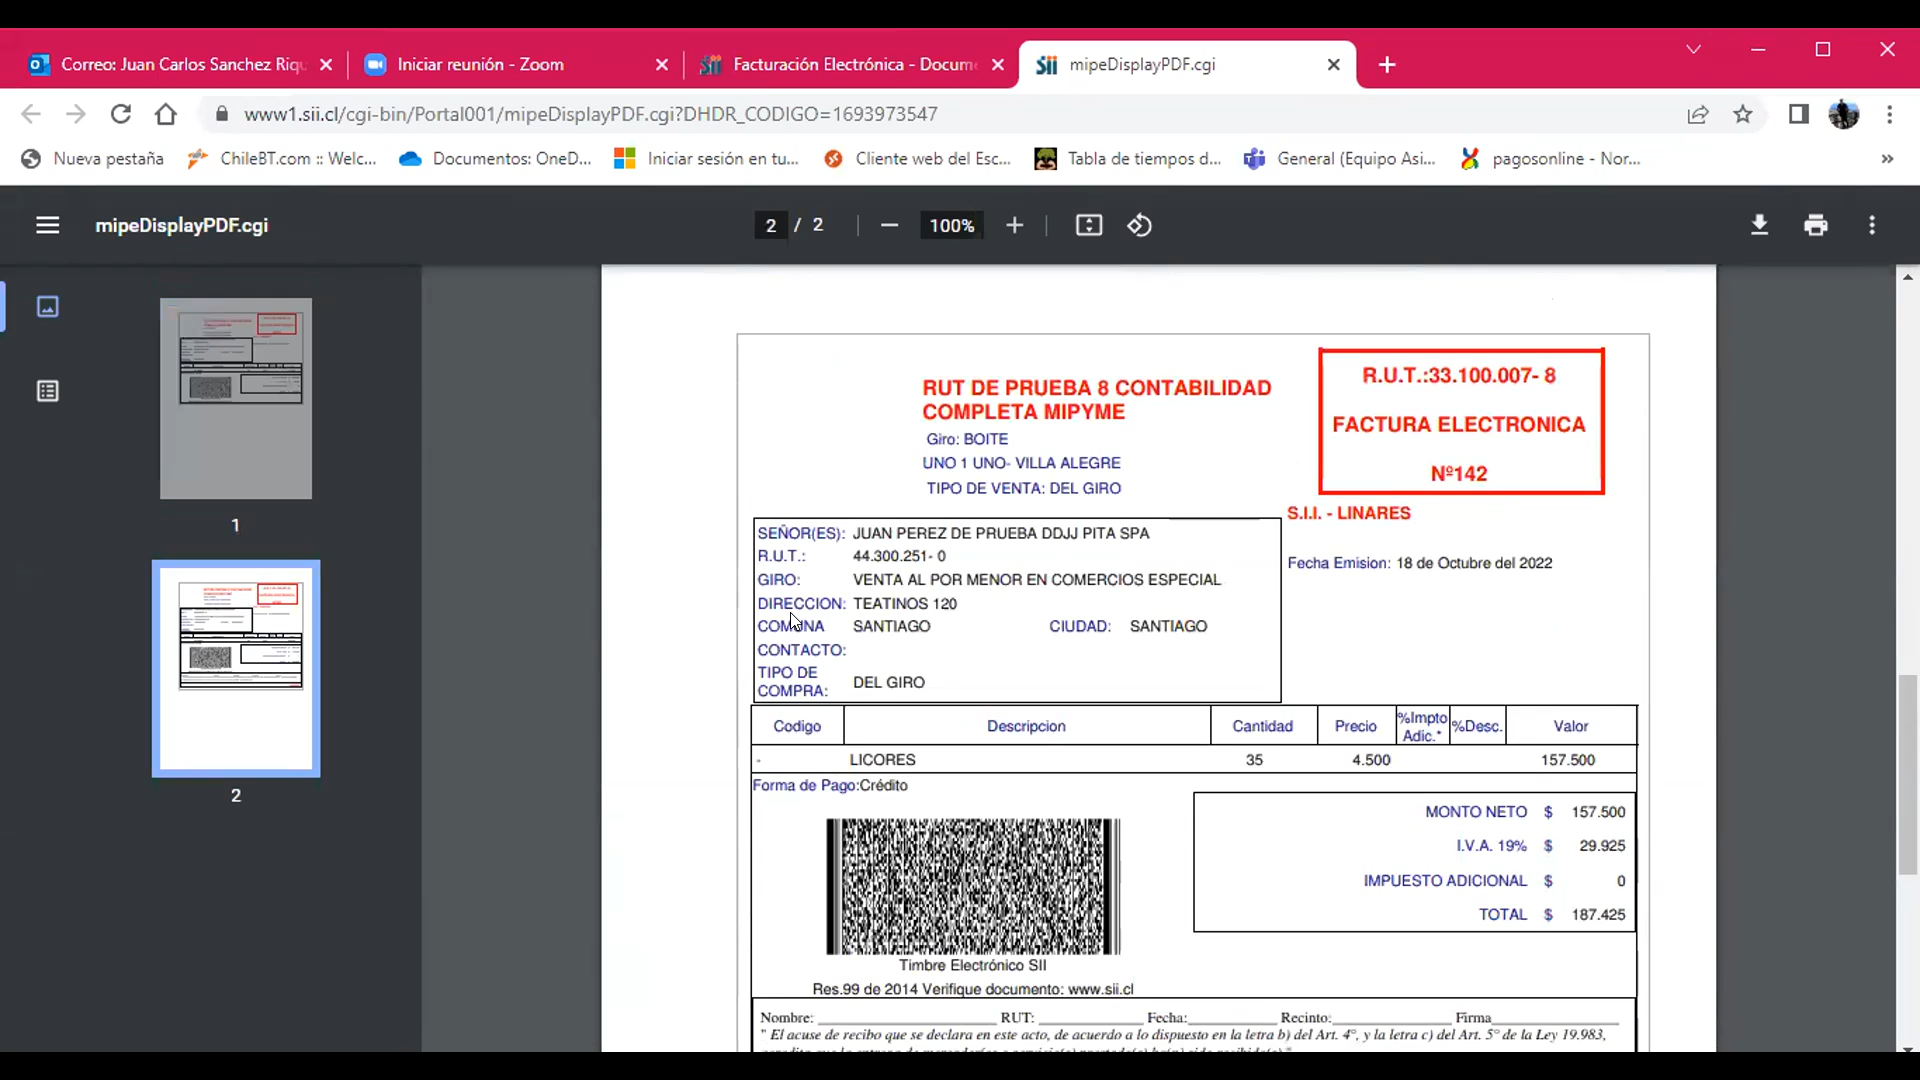 Correo: Juan Carlos Sanchez Riqu
Iniciar reunión - Zoom
Facturación Electrónica - Docume
mipeDisplayPDF.cgi
www1.sii.cl/cgi-bin/Portal001/mipeDisplayPDF.cgi?DHDR_CODIGO=1693973547
Nueva pestaña
ChileBT.com :: Welc...
Documentos: OneD...
Iniciar sesión en tu...
Cliente web del Esc...
Tabla de tiempos d...
General (Equipo Asi...
pagosonline - Nor...
mipeDisplayPDF.cgi
2 / 2
100%
1
2
RUT DE PRUEBA 8 CONTABILIDAD
COMPLETA MIPYME
Giro: BOITE
UNO 1 UNO- VILLA ALEGRE
TIPO DE VENTA: DEL GIRO
R.U.T.:33.100.007- 8
FACTURA ELECTRONICA
Nº142
S.I.I. - LINARES
Fecha Emision: 18 de Octubre del 2022
SEÑOR(ES): JUAN PEREZ DE PRUEBA DDJJ PITA SPA
R.U.T.: 44.300.251- 0
GIRO: VENTA AL POR MENOR EN COMERCIOS ESPECIAL
DIRECCION: TEATINOS 120
COMUNA SANTIAGO CIUDAD: SANTIAGO
CONTACTO:
TIPO DE
COMPRA: DEL GIRO
Codigo Descripcion Cantidad Precio %Impto Adic.* %Desc. Valor
- LICORES 35 4.500 157.500
Forma de Pago:Crédito
MONTO NETO $ 157.500
I.V.A. 19% $ 29.925
IMPUESTO ADICIONAL $ 0
TOTAL $ 187.425
Timbre Electrónico SII
Res.99 de 2014 Verifique documento: www.sii.cl
Nombre: RUT: Fecha: Recinto: Firma
" El acuse de recibo que se declara en este acto, de acuerdo a lo dispuesto en la letra b) del Art. 4°, y la letra c) del Art. 5° de la Ley 19.983,